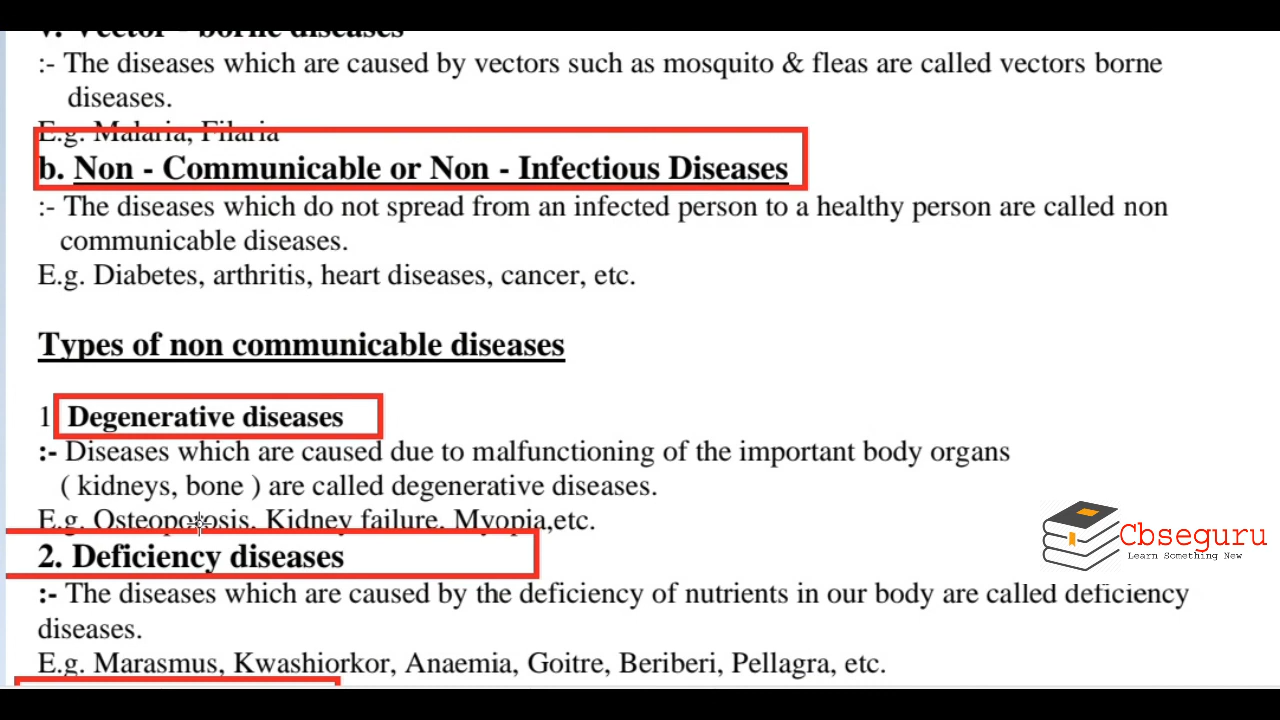 v. Vector - borne diseases
:- The diseases which are caused by vectors such as mosquito & fleas are called vectors borne
diseases.
E.g. Malaria, Filaria
b. Non - Communicable or Non - Infectious Diseases
:- The diseases which do not spread from an infected person to a healthy person are called non
communicable diseases.
E.g. Diabetes, arthritis, heart diseases, cancer, etc.
Types of non communicable diseases
1 Degenerative diseases
:- Diseases which are caused due to malfunctioning of the important body organs
( kidneys, bone ) are called degenerative diseases.
E.g. Osteoporosis, Kidney failure, Myopia,etc.
2. Deficiency diseases
:- The diseases which are caused by the deficiency of nutrients in our body are called deficiency
diseases.
E.g. Marasmus, Kwashiorkor, Anaemia, Goitre, Beriberi, Pellagra, etc.
Cbseguru
Learn Something New